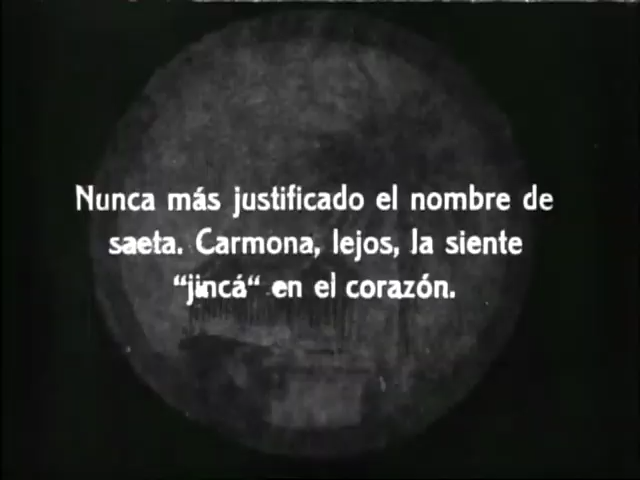 Nunca más justificado el nombre de
saeta. Carmona, lejos, la siente
“jincá“ en el corazón.